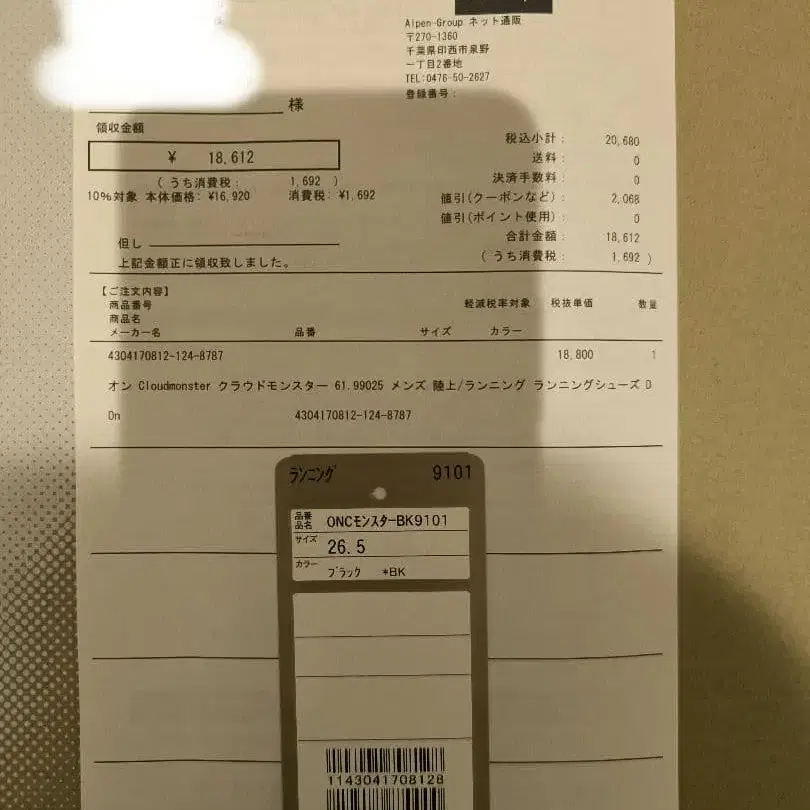 Alpen-Group ネット通販
〒270-1360
千葉県印西市泉野
一丁目2番地
TEL:0476-50-2627
登録番号:
様
領収金額
¥ 18,612
( うち消費税: 1,692 )
10%対象 本体価格: ¥16,920 消費税: ¥1,692
但し
上記金額正に領収致しました。
税込小計: 20,680
送料: 0
決済手数料: 0
値引(クーポンなど): 2,068
値引(ポイント使用): 0
合計金額: 18,612
( うち消費税: 1,692 )
【ご注文内容】
商品番号 軽減税率対象 税抜単価 数量
商品名
メーカー名 品番 サイズ カラー
4304170812-124-8787 18,800 1
オン Cloudmonster クラウドモンスター 61.99025 メンズ 陸上/ランニング ランニングシューズ D
On 4304170812-124-8787
ランニング 9101
品番
品名 ONCモンスターBK9101
サイズ 26.5
カラー ブラック *BK
1143041708128